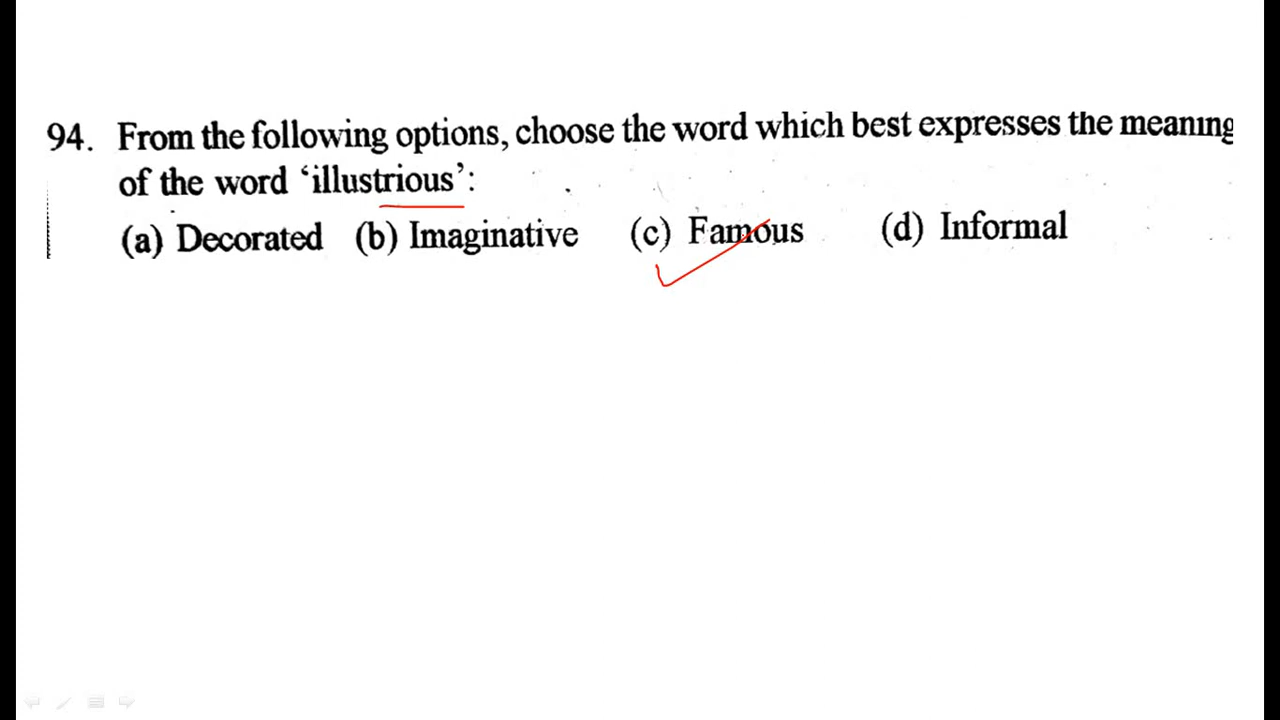 94. From the following options, choose the word which best expresses the meaning
of the word ‘illustrious’:
(a) Decorated (b) Imaginative (c) Famous (d) Informal